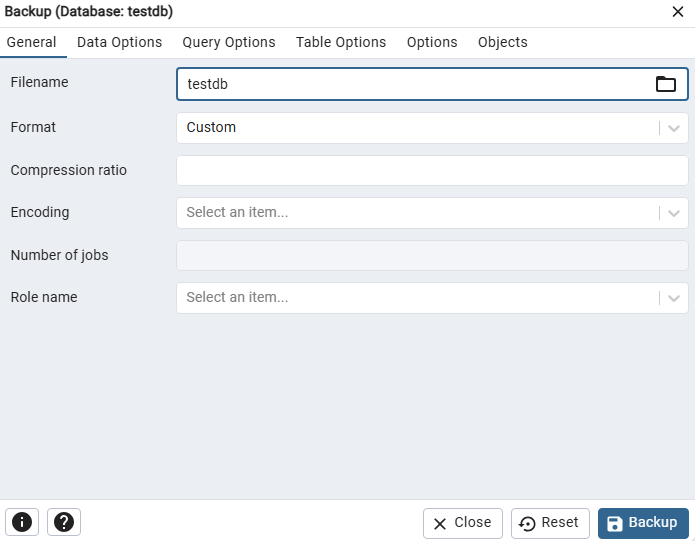 Backup (Database: testdb)
General Data Options Query Options Table Options Options Objects
Filename testdb
Format Custom
Compression ratio
Encoding Select an item...
Number of jobs
Role name Select an item...
Close Reset Backup